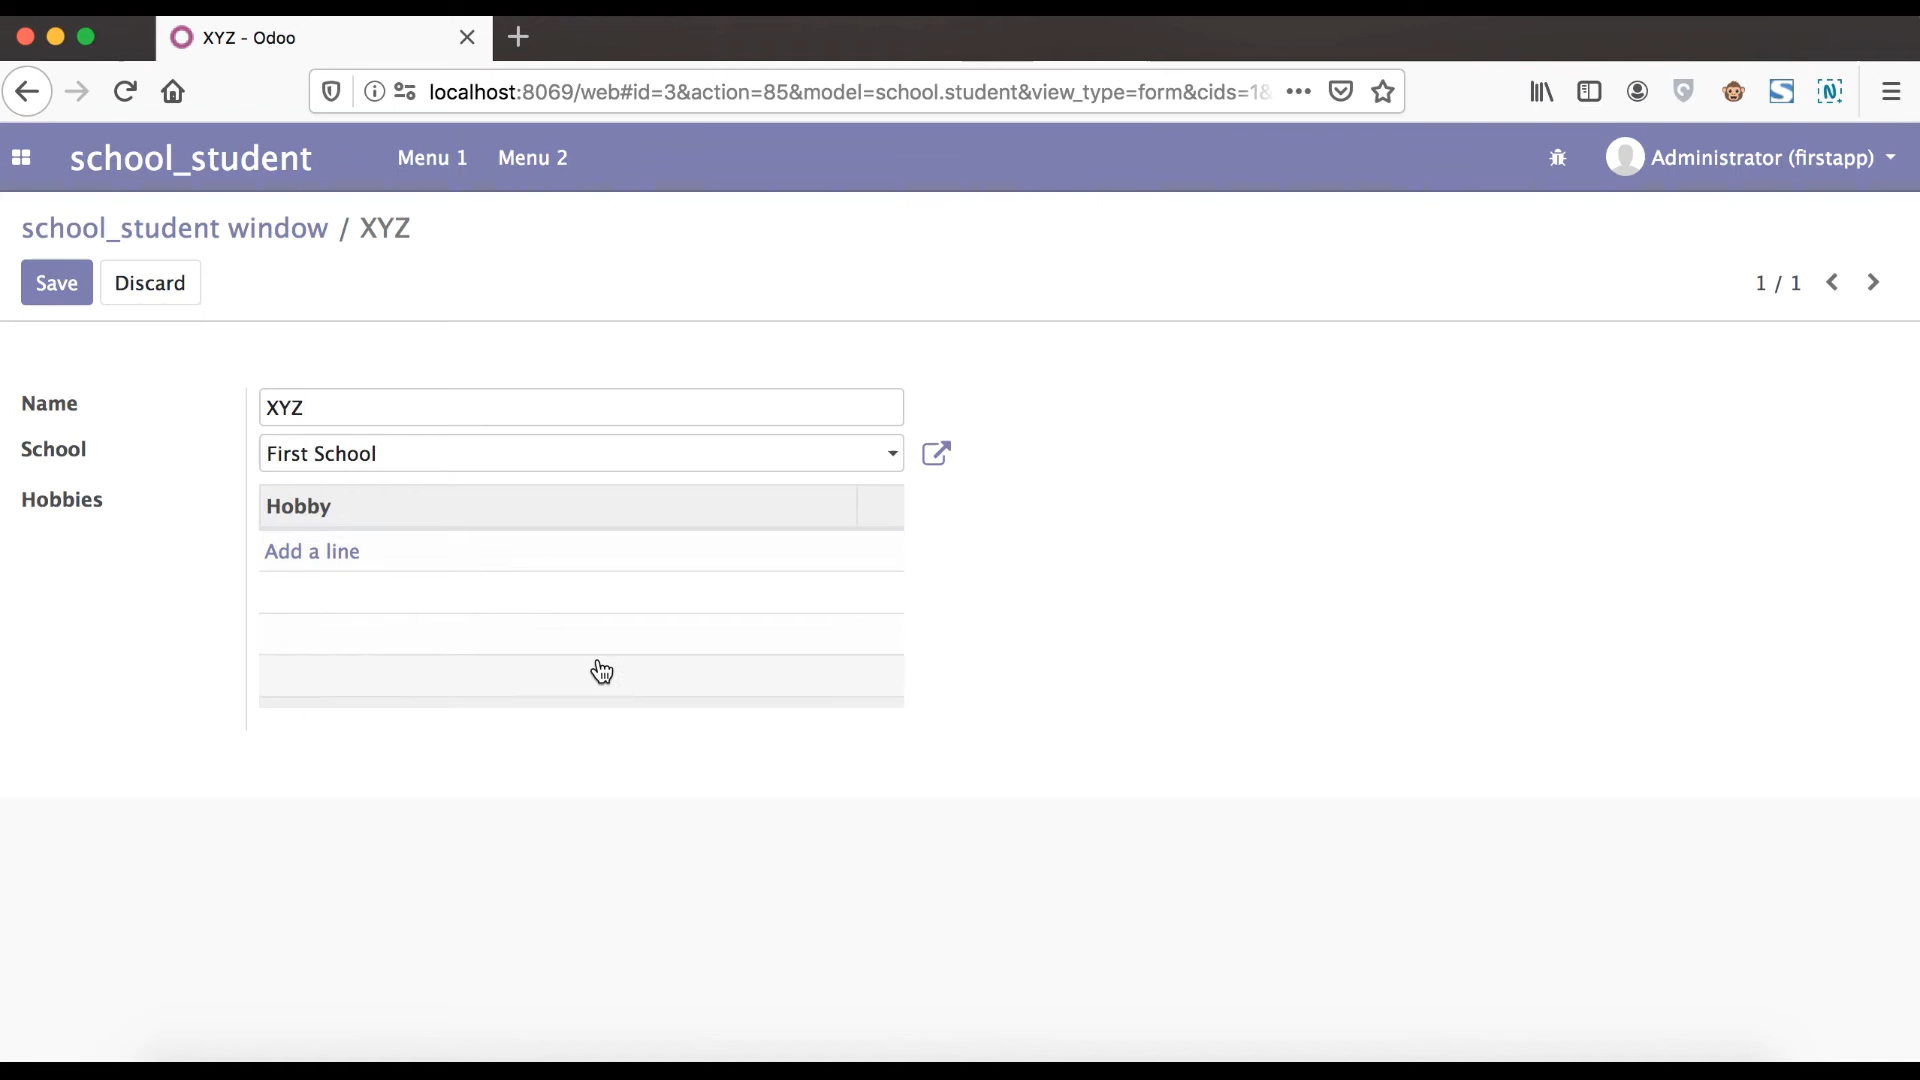 XYZ - Odoo
localhost:8069/web#id=3&action=85&model=school.student&view_type=form&cids=1&
school_student Menu 1 Menu 2 Administrator (firstapp)
school_student window / XYZ
Save Discard 1 / 1
Name XYZ
School First School
Hobbies Hobby
Add a line